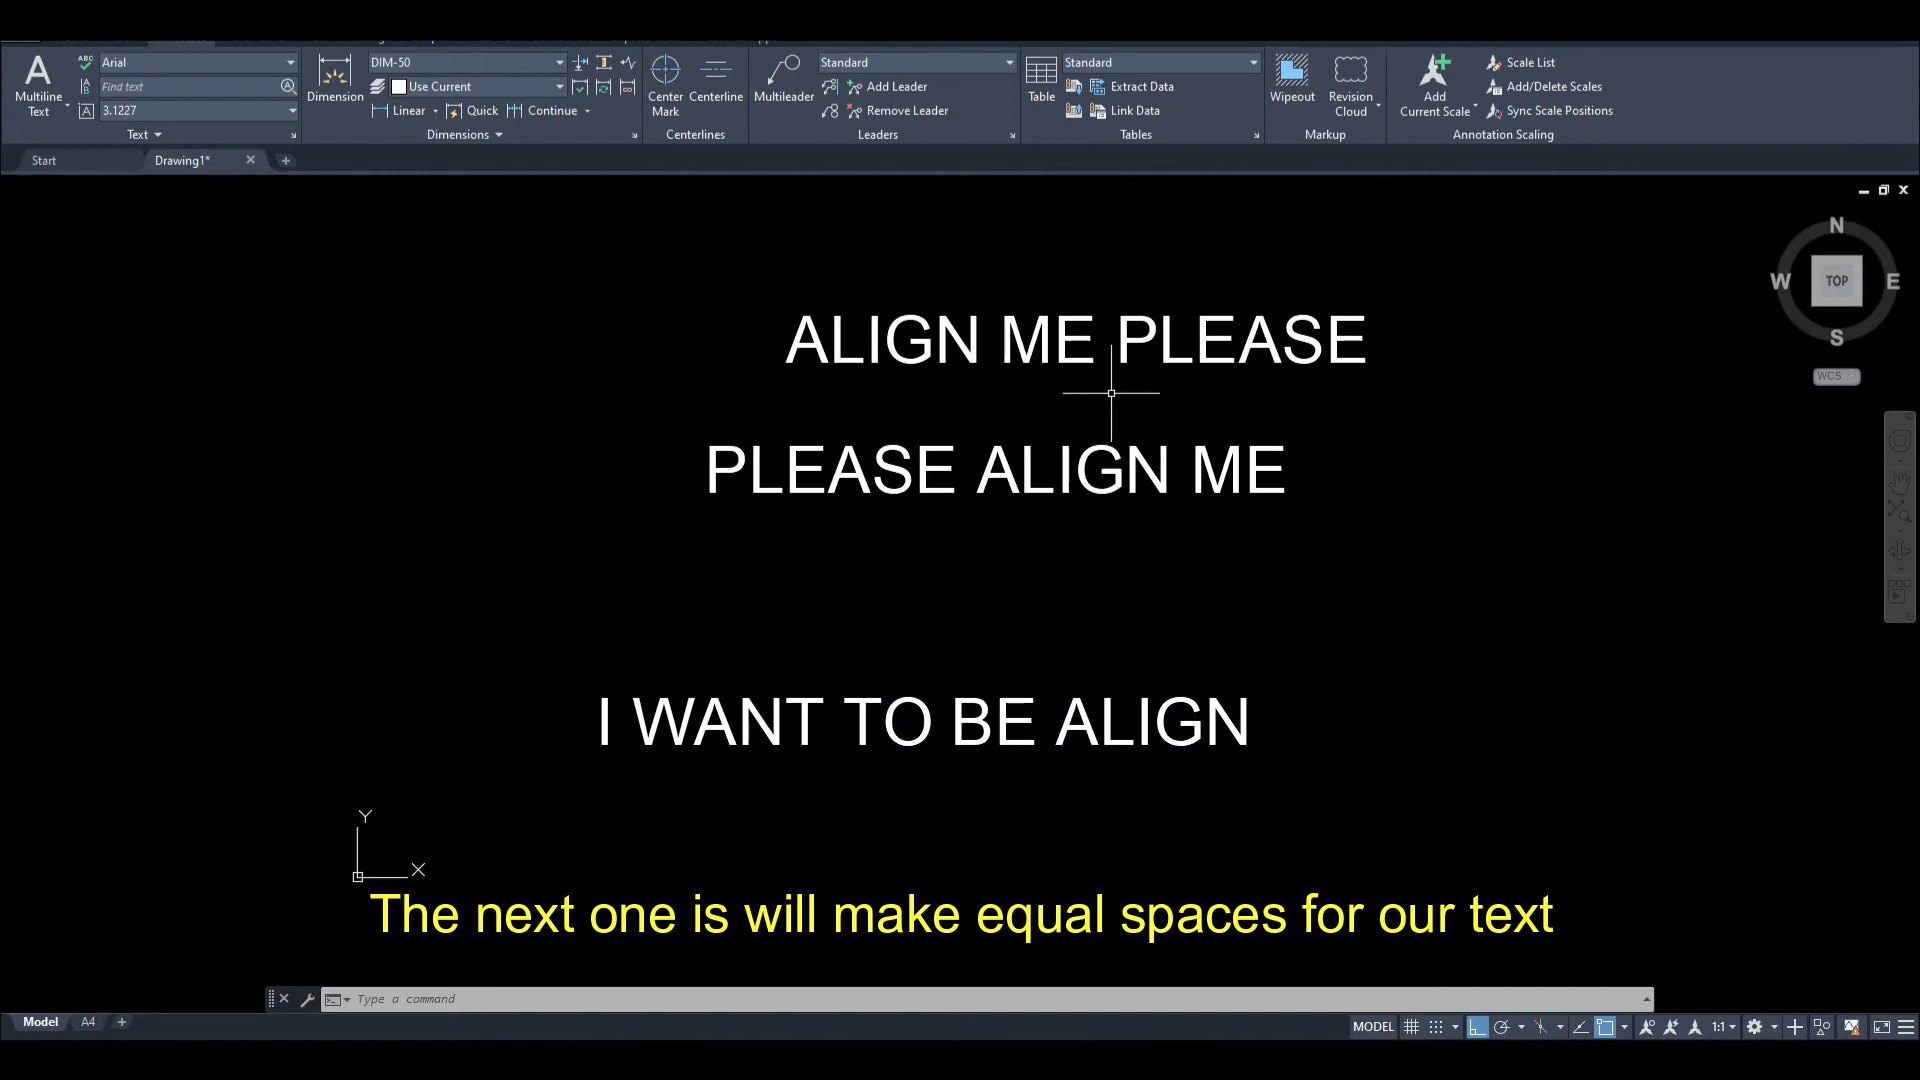 Arial
DIM-50
Standard
Standard
Scale List
Find text
Use Current
Add Leader
Extract Data
Add/Delete Scales
Multiline
Text
Dimension
Center
Mark
Centerline
Multileader
Table
Wipeout
Revision
Cloud
Add
Current Scale
3.1227
Linear
Quick
Continue
Remove Leader
Link Data
Sync Scale Positions
Text
Dimensions
Centerlines
Leaders
Tables
Markup
Annotation Scaling
Start
Drawing1*
N
W
TOP
E
S
WCS
ALIGN ME PLEASE
PLEASE ALIGN ME
I WANT TO BE ALIGN
Y
X
The next one is will make equal spaces for our text
Type a command
Model
A4
MODEL
1:1